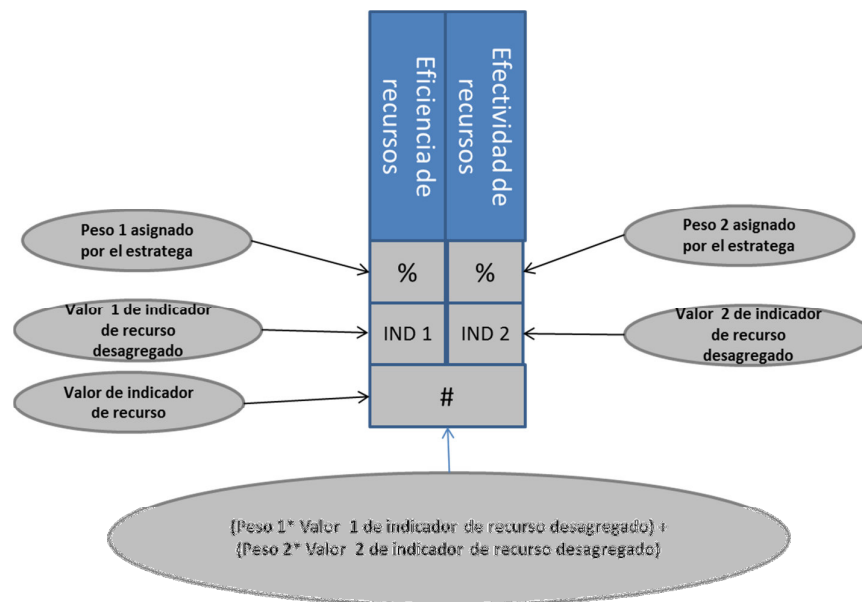 Eficiencia de
recursos
Efectividad de
recursos
Peso 1 asignado
por el estratega
%
%
Peso 2 asignado
por el estratega
Valor 1 de indicador
de recurso
desagregado
IND 1
IND 2
Valor 2 de indicador
de recurso
desagregado
Valor de indicador
de recurso
#
(Peso 1* Valor 1 de indicador de recurso desagregado) +
(Peso 2* Valor 2 de indicador de recurso desagregado)